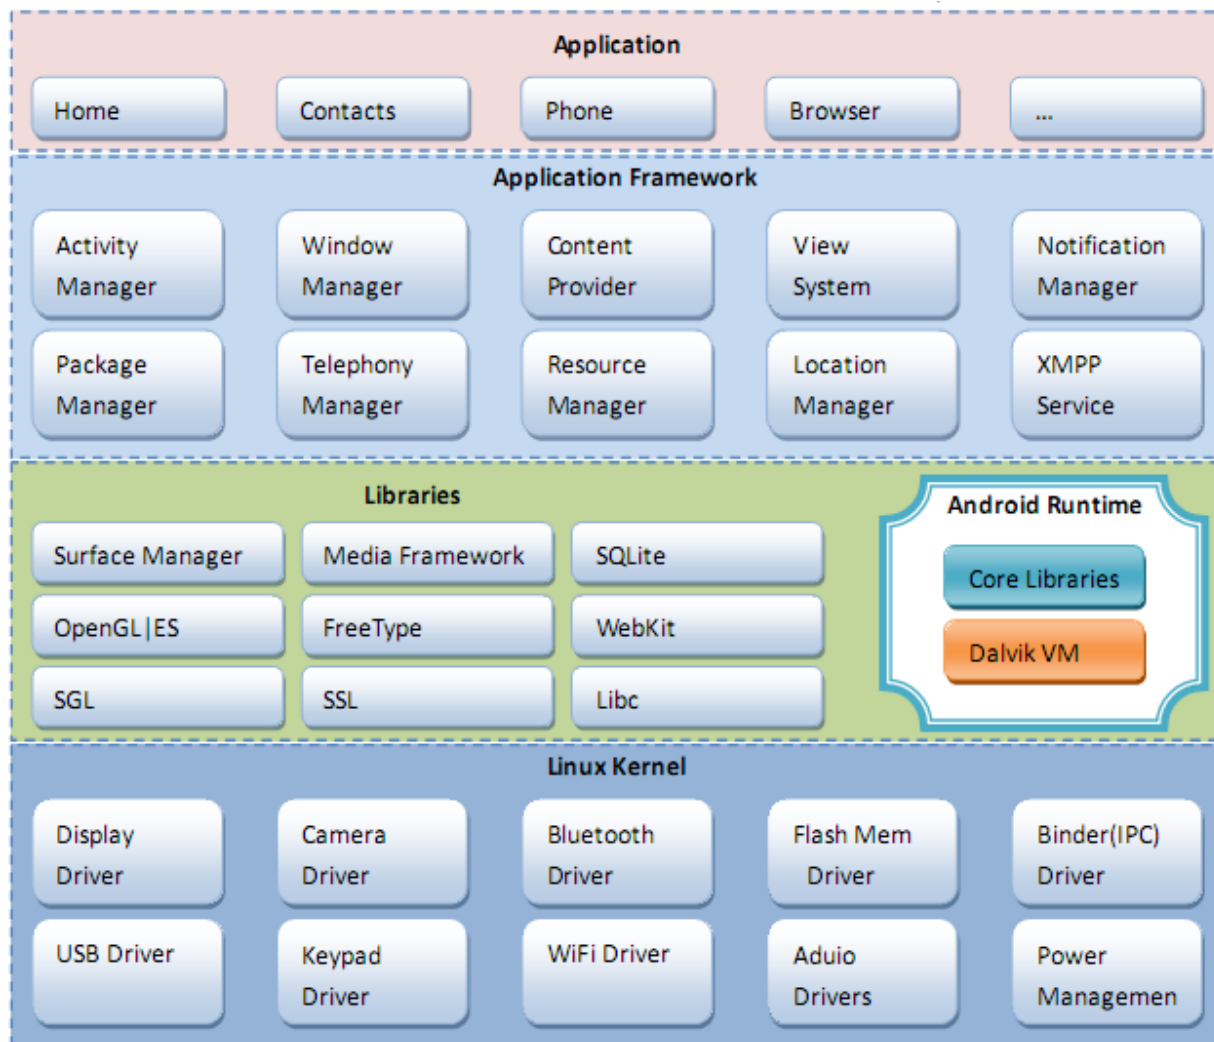 Application
Home
Contacts
Phone
Browser
...
Application Framework
Activity
Manager
Window
Manager
Content
Provider
View
System
Notification
Manager
Package
Manager
Telephony
Manager
Resource
Manager
Location
Manager
XMPP
Service
Libraries
Surface Manager
Media Framework
SQLite
OpenGL|ES
FreeType
WebKit
SGL
SSL
Libc
Android Runtime
Core Libraries
Dalvik VM
Linux Kernel
Display
Driver
Camera
Driver
Bluetooth
Driver
Flash Mem
Driver
Binder(IPC)
Driver
USB Driver
Keypad
Driver
WiFi Driver
Aduio
Drivers
Power
Managemen